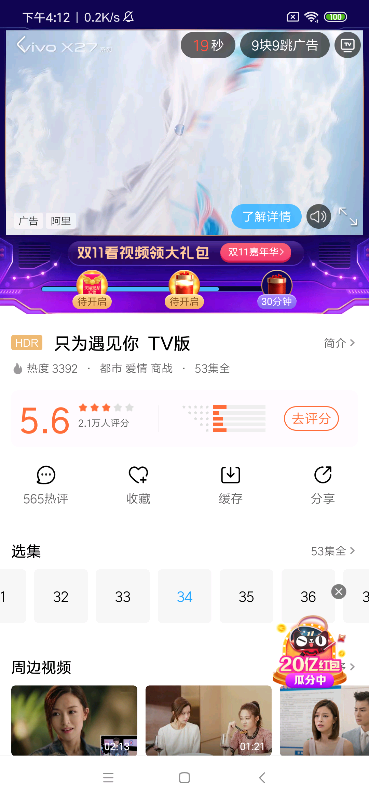 下午4:12 | 0.2K/s
100
vivo X27
19秒
9块9跳广告
TV
广告
阿里
了解详情
双11看视频领大礼包
双11嘉年华>
待开启
待开启
30分钟
HDR 只为遇见你 TV版
简介>
热度 3392 · 都市 爱情 商战 · 53集全
5.6
2.1万人评分
去评分
565热评
收藏
缓存
分享
选集
53集全>
1 32 33 34 35 36 3
周边视频
20亿红包
瓜分中
02:13
01:21